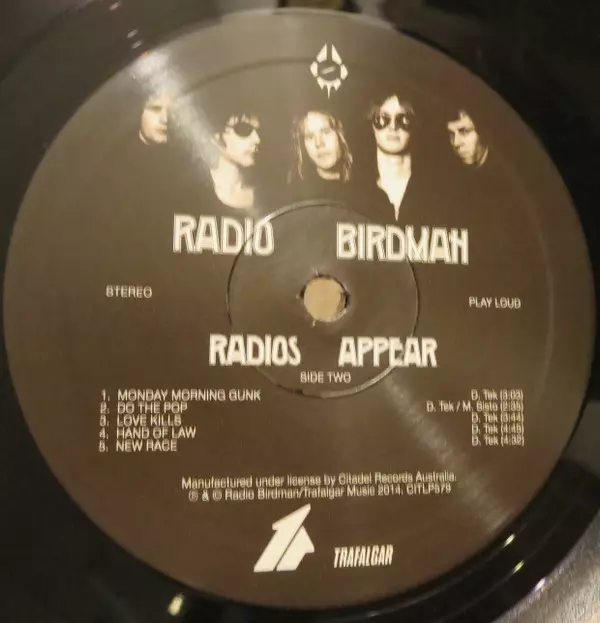 RADIO BIRDMAN
STEREO
PLAY LOUD
RADIOS APPEAR
SIDE TWO
1. MONDAY MORNING GUNK D. Tek (3:03)
2. DO THE POP D. Tek / M. Sisto (2:35)
3. LOVE KILLS D. Tek (3:44)
4. HAND OF LAW D. Tek (4:45)
5. NEW RACE D. Tek (4:32)
Manufactured under license by Citadel Records Australia.
℗ & © Radio Birdman/Trafalgar Music 2014, CITLP579
TRAFALGAR